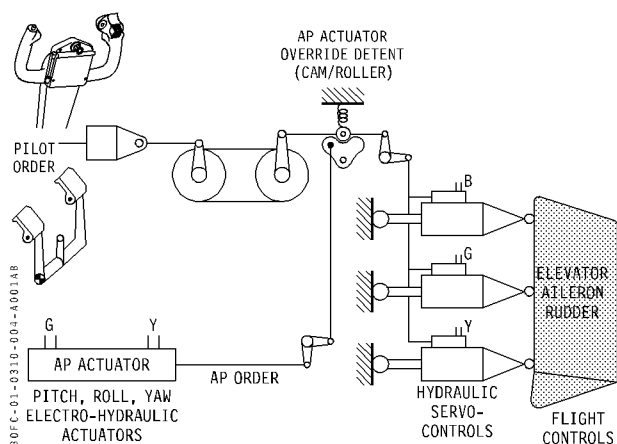 AP ACTUATOR
OVERRIDE DETENT
(CAM/ROLLER)
PILOT
ORDER
B
G
Y
ELEVATOR
AILERON
RUDDER
G
Y
AP ACTUATOR
AP ORDER
PITCH, ROLL, YAW
ELECTRO-HYDRAULIC
ACTUATORS
HYDRAULIC
SERVO-
CONTROLS
FLIGHT
CONTROLS